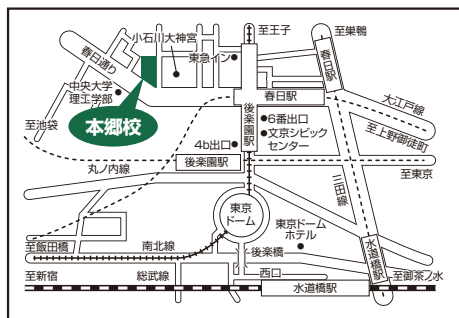 至王子
至巣鴨
小石川大神宮
春日通り
東急イン
春日駅
中央大学
理工学部
春日駅
大江戸線
至池袋
本郷校
後楽園駅
6番出口
文京シビック
センター
至上野御徒町
4b出口
丸ノ内線
後楽園駅
至東京
三田線
東京
ドーム
東京ドーム
ホテル
至飯田橋
南北線
後楽橋
水道橋駅
至新宿
総武線
西口
至御茶ノ水
水道橋駅